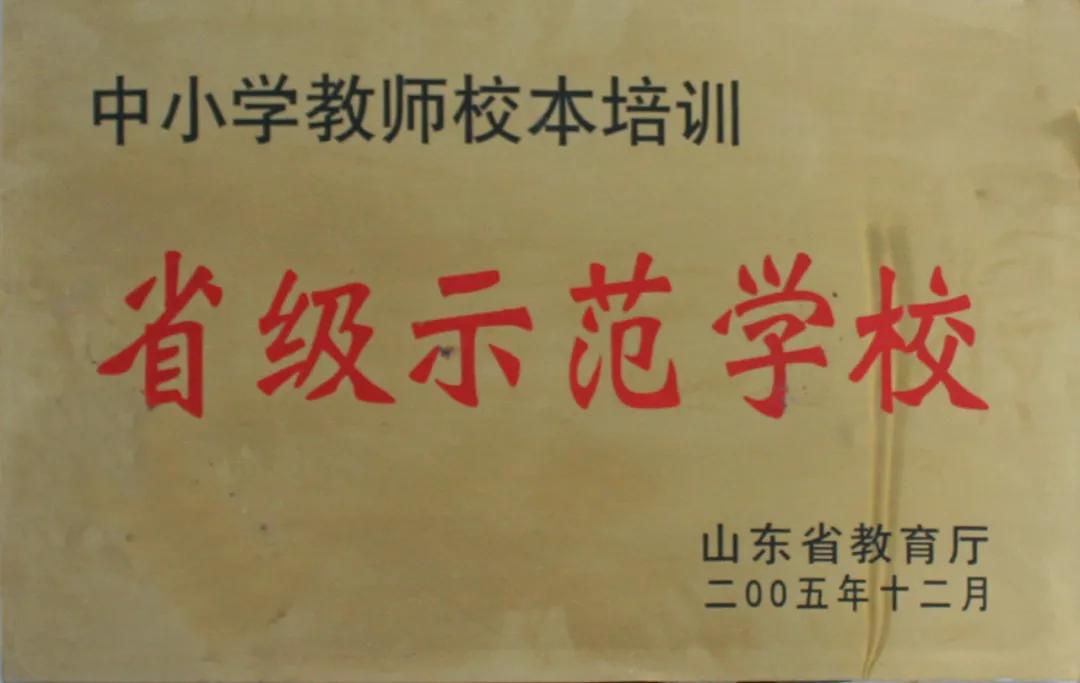 中小学教师校本培训
省级示范学校
山东省教育厅
二00五年十二月